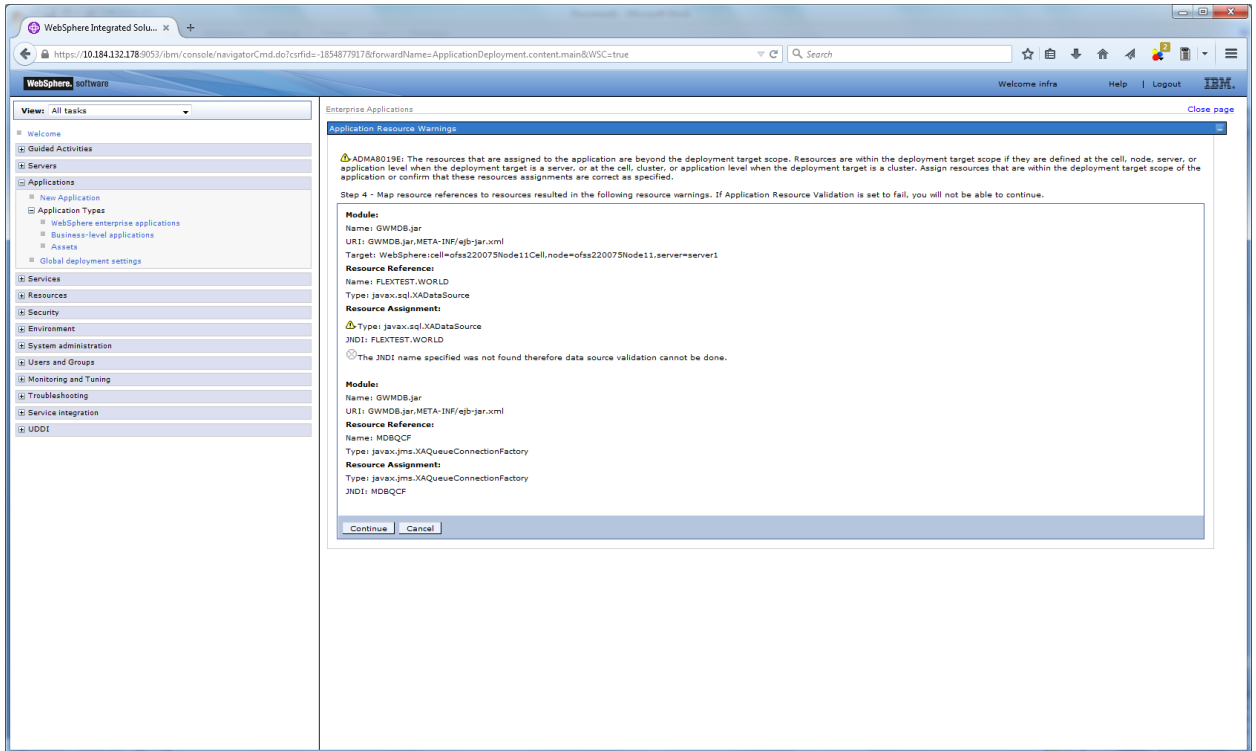 WebSphere Integrated Solu... × +
https://10.184.132.178:9053/ibm/console/navigatorCmd.do?csrfid=-1854877917&forwardName=ApplicationDeployment.content.main&WSC=true
Search
2
WebSphere. software
Welcome infra
Help | Logout
IBM.
View: All tasks
Welcome
Guided Activities
Servers
Applications
New Application
Application Types
WebSphere enterprise applications
Business-level applications
Assets
Global deployment settings
Services
Resources
Security
Environment
System administration
Users and Groups
Monitoring and Tuning
Troubleshooting
Service integration
UDDI
Enterprise Applications
Close page
Application Resource Warnings
ADMA8019E: The resources that are assigned to the application are beyond the deployment target scope. Resources are within the deployment target scope if they are defined at the cell, node, server, or
application level when the deployment target is a server, or at the cell, cluster, or application level when the deployment target is a cluster. Assign resources that are within the deployment target scope of the
application or confirm that these resources assignments are correct as specified.
Step 4 - Map resource references to resources resulted in the following resource warnings. If Application Resource Validation is set to fail, you will not be able to continue.
Module:
Name: GWMDB.jar
URI: GWMDB.jar,META-INF/ejb-jar.xml
Target: WebSphere:cell=ofss220075Node11Cell,node=ofss220075Node11,server=server1
Resource Reference:
Name: FLEXTEST.WORLD
Type: javax.sql.XADataSource
Resource Assignment:
Type: javax.sql.XADataSource
JNDI: FLEXTEST.WORLD
The JNDI name specified was not found therefore data source validation cannot be done.
Module:
Name: GWMDB.jar
URI: GWMDB.jar,META-INF/ejb-jar.xml
Resource Reference:
Name: MDBQCF
Type: javax.jms.XAQueueConnectionFactory
Resource Assignment:
Type: javax.jms.XAQueueConnectionFactory
JNDI: MDBQCF
Continue Cancel